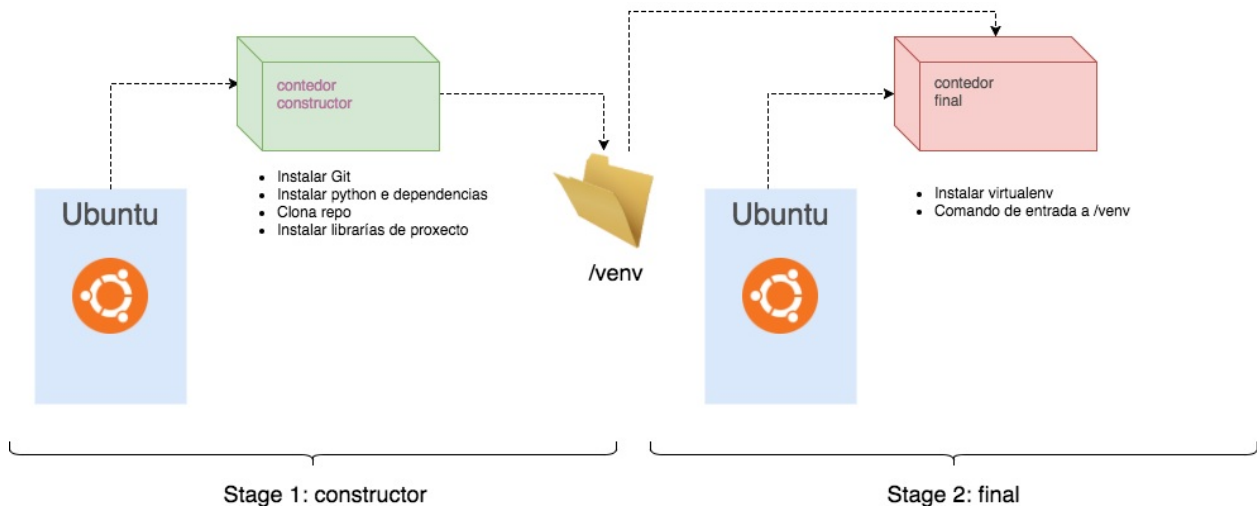 contedor
constructor
contedor
final
Ubuntu
• Instalar Git
• Instalar python e dependencias
• Clona repo
• Instalar librarías de proxecto
/venv
Ubuntu
• Instalar virtualenv
• Comando de entrada a /venv
Stage 1: constructor
Stage 2: final